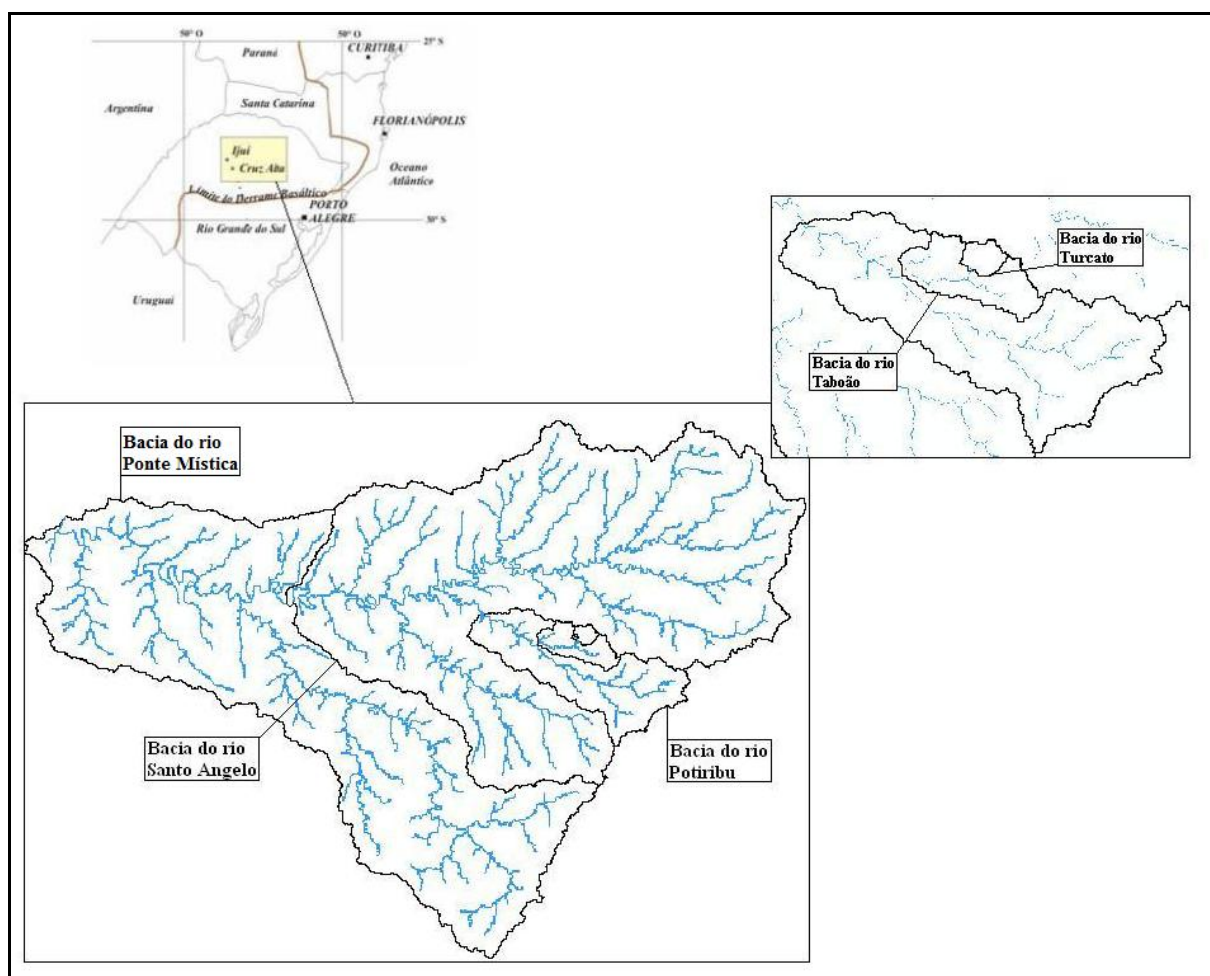 50° O
50° O
25° S
Paraná
CURITIBA
Santa Catarina
Argentina
FLORIANÓPOLIS
Ijuí
Cruz Alta
Oceano
Atlântico
Limite do Derrame Basáltico
PORTO
ALEGRE
30° S
Rio Grande do Sul
Uruguai
Bacia do rio
Turcato
Bacia do rio
Taboão
Bacia do rio
Ponte Mística
Bacia do rio
Santo Angelo
Bacia do rio
Potiribu